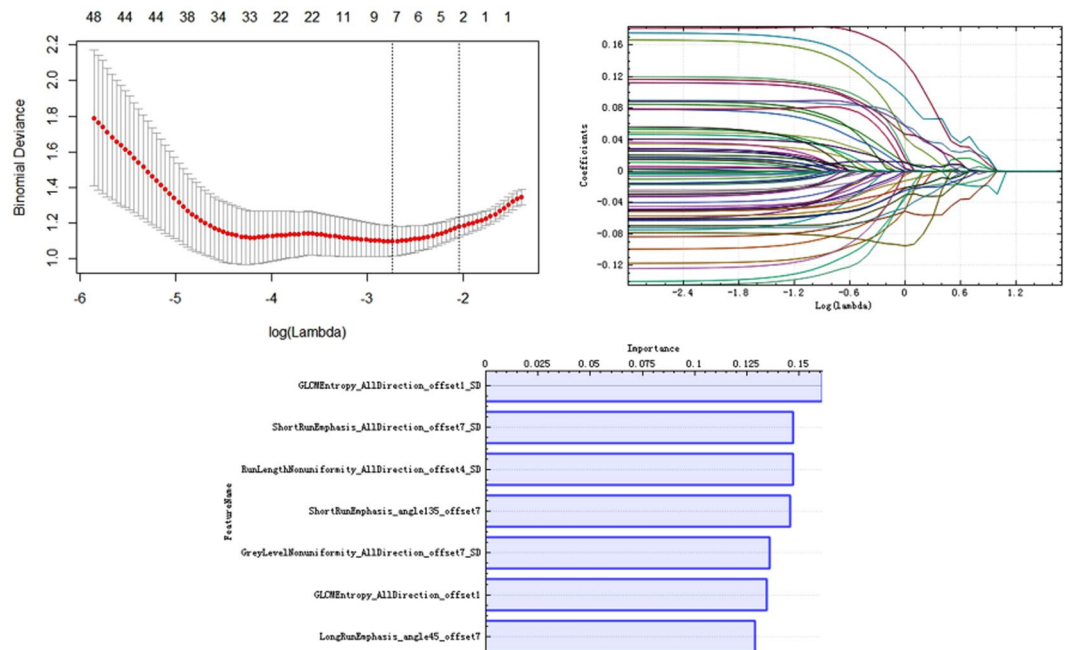 48 44 44 38 34 33 22 22 11 9 7 6 5 2 1 1
2.2
2.0
1.8
1.6
1.4
1.2
1.0
Binomial Deviance
-6 -5 -4 -3 -2
log(Lambda)
0.16
0.12
0.08
0.04
0
-0.04
-0.08
-0.12
Coefficients
-2.4 -1.8 -1.2 -0.6 0 0.6 1.2
Log(lambda)
Importance
0 0.025 0.05 0.075 0.1 0.125 0.15
FeatureName
GLCMEntropy_AllDirection_offset1_SD
ShortRunEmphasis_AllDirection_offset7_SD
RunLengthNonuniformity_AllDirection_offset4_SD
ShortRunEmphasis_angle135_offset7
GreyLevelNonuniformity_AllDirection_offset7_SD
GLCMEntropy_AllDirection_offset1
LongRunEmphasis_angle45_offset7